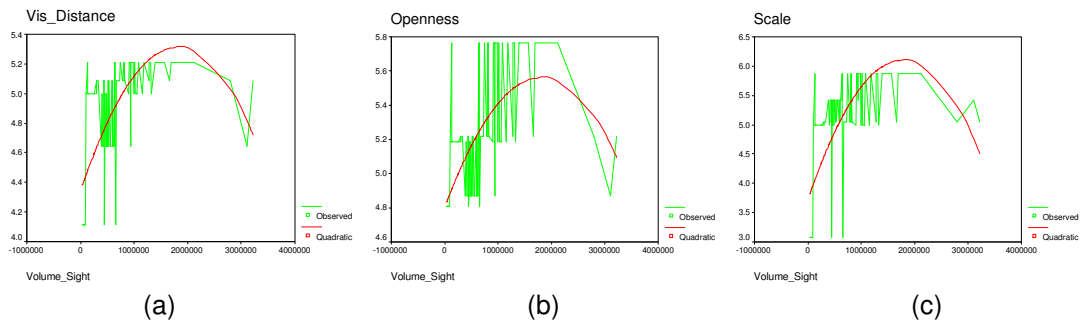 Vis_Distance
5.4
5.2
5.0
4.8
4.6
4.4
4.2
4.0
-1000000 0 1000000 2000000 3000000 4000000
Observed
Quadratic
Volume_Sight
(a)
Openness
5.8
5.6
5.4
5.2
5.0
4.8
4.6
-1000000 0 1000000 2000000 3000000 4000000
Observed
Quadratic
Volume_Sight
(b)
Scale
6.5
6.0
5.5
5.0
4.5
4.0
3.5
3.0
-1000000 0 1000000 2000000 3000000 4000000
Observed
Quadratic
Volume_Sight
(c)